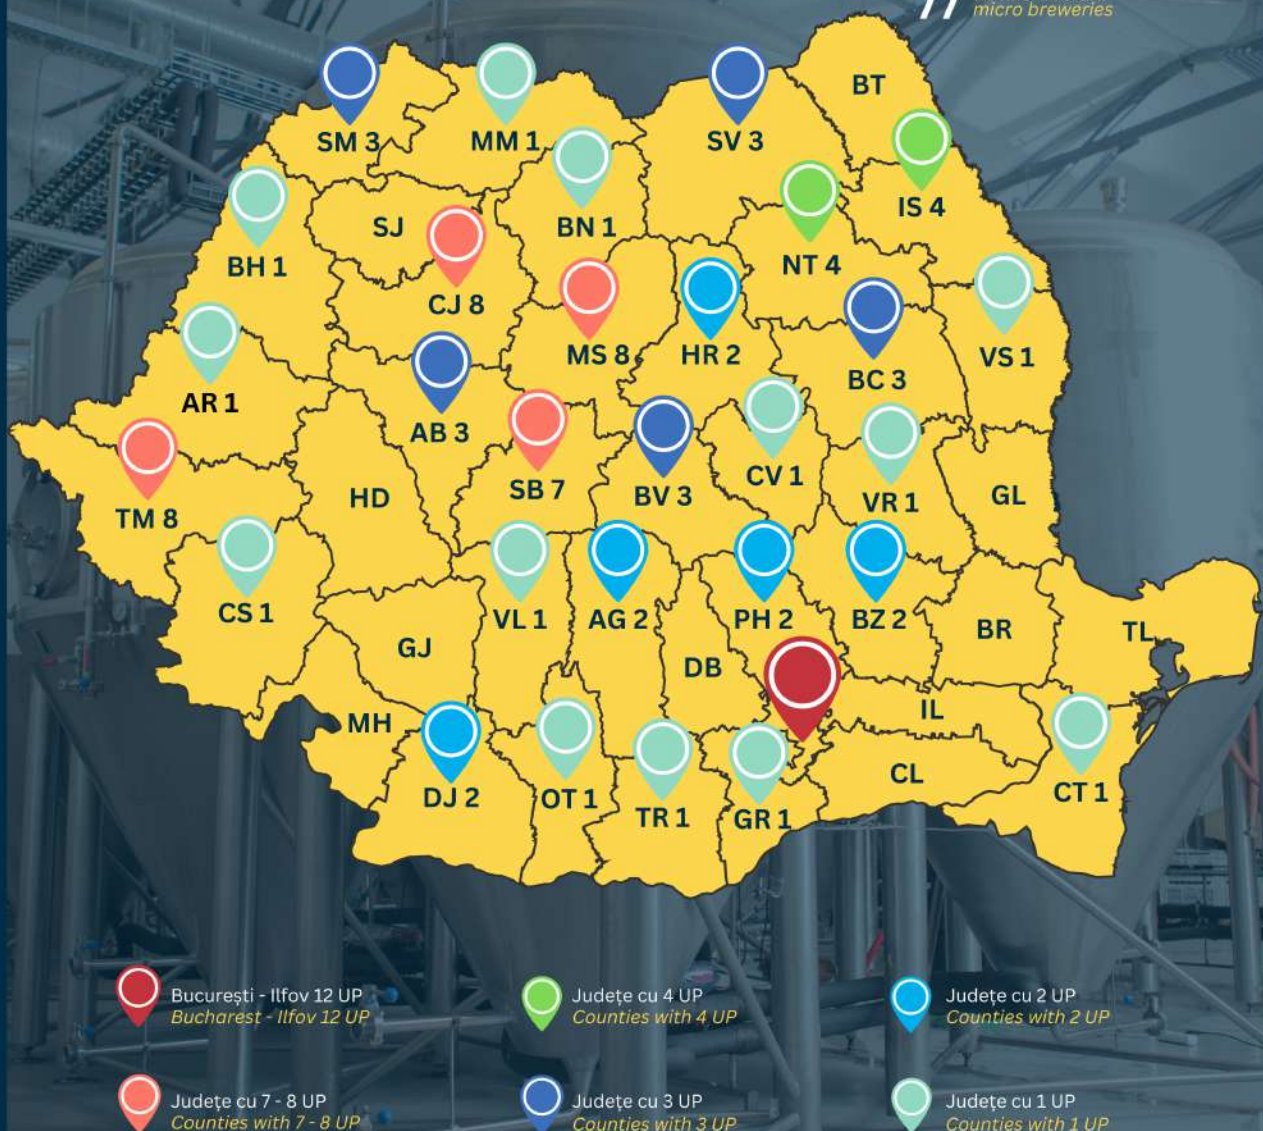 micro breweries
BT
SM 3
MM 1
SV 3
IS 4
SJ
BN 1
NT 4
BH 1
CJ 8
MS 8
HR 2
VS 1
BC 3
AR 1
AB 3
CV 1
SB 7
BV 3
VR 1
GL
HD
TM 8
CS 1
VL 1
AG 2
PH 2
BZ 2
BR
TL
GJ
DB
IL
MH
CL
DJ 2
OT 1
TR 1
GR 1
CT 1
București - Ilfov 12 UP
Bucharest - Ilfov 12 UP
Județe cu 4 UP
Counties with 4 UP
Județe cu 2 UP
Counties with 2 UP
Județe cu 7 - 8 UP
Counties with 7 - 8 UP
Județe cu 3 UP
Counties with 3 UP
Județe cu 1 UP
Counties with 1 UP